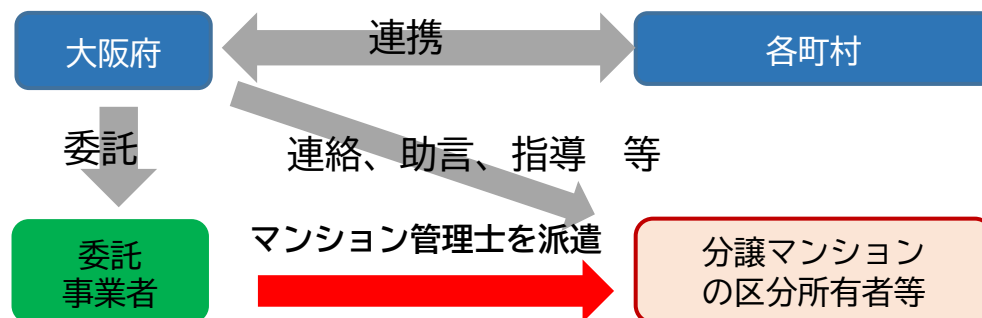 大阪府
連携
各町村
委託
連絡、助言、指導　等
委託
事業者
マンション管理士を派遣
分譲マンション
の区分所有者等